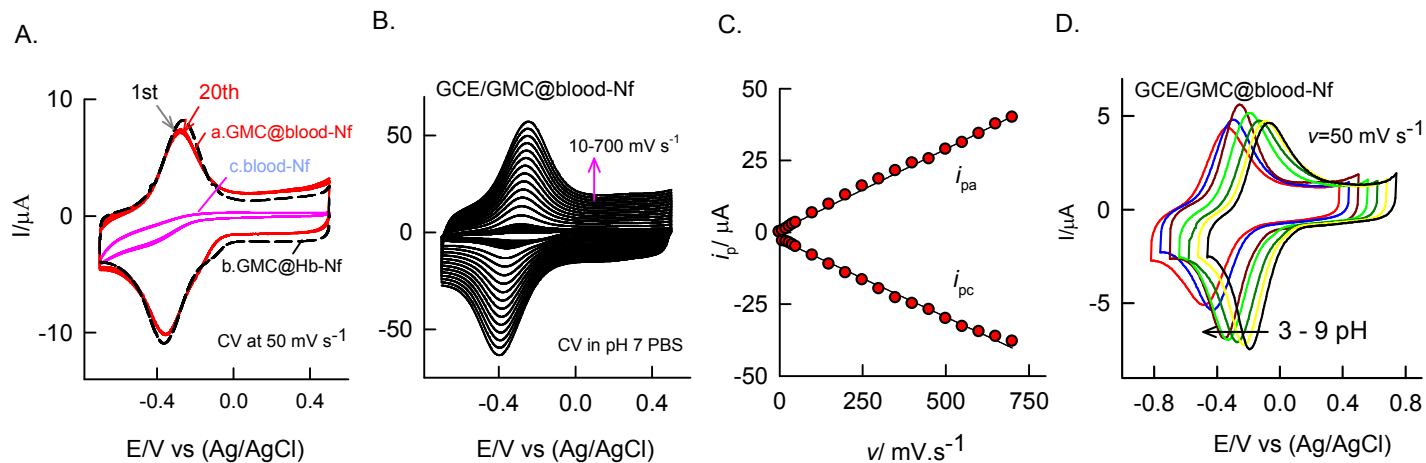 A.
10
0
-10
I/μA
1st
20th
a.GMC@blood-Nf
c.blood-Nf
b.GMC@Hb-Nf
CV at 50 mV s⁻¹
-0.4
0.0
0.4
E/V vs (Ag/AgCl)
B.
GCE/GMC@blood-Nf
50
0
-50
10-700 mV s⁻¹
CV in pH 7 PBS
-0.4
0.0
0.4
E/V vs (Ag/AgCl)
C.
50
25
0
-25
-50
iₚ/ μA
iₚₐ
iₚc
0
250
500
750
v/ mV.s⁻¹
D.
GCE/GMC@blood-Nf
5
0
-5
I/μA
v=50 mV s⁻¹
3 - 9 pH
-0.8
-0.4
0.0
0.4
0.8
E/V vs (Ag/AgCl)